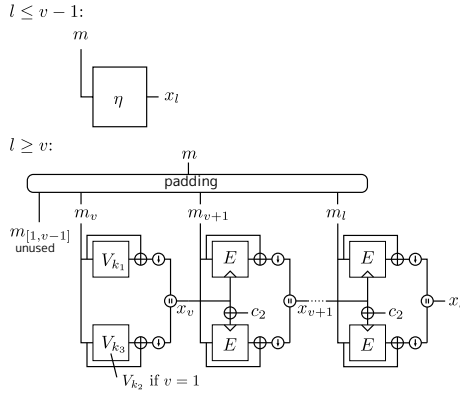 l ≤ v − 1:
m
η
x_l
l ≥ v:
m
padding
m_[1,v−1]
unused
m_v
m_{v+1}
m_l
V_{k_1}
E
E
x_v
c_2
x_{v+1}
c_2
V_{k_3}
E
E
V_{k_2} if v = 1